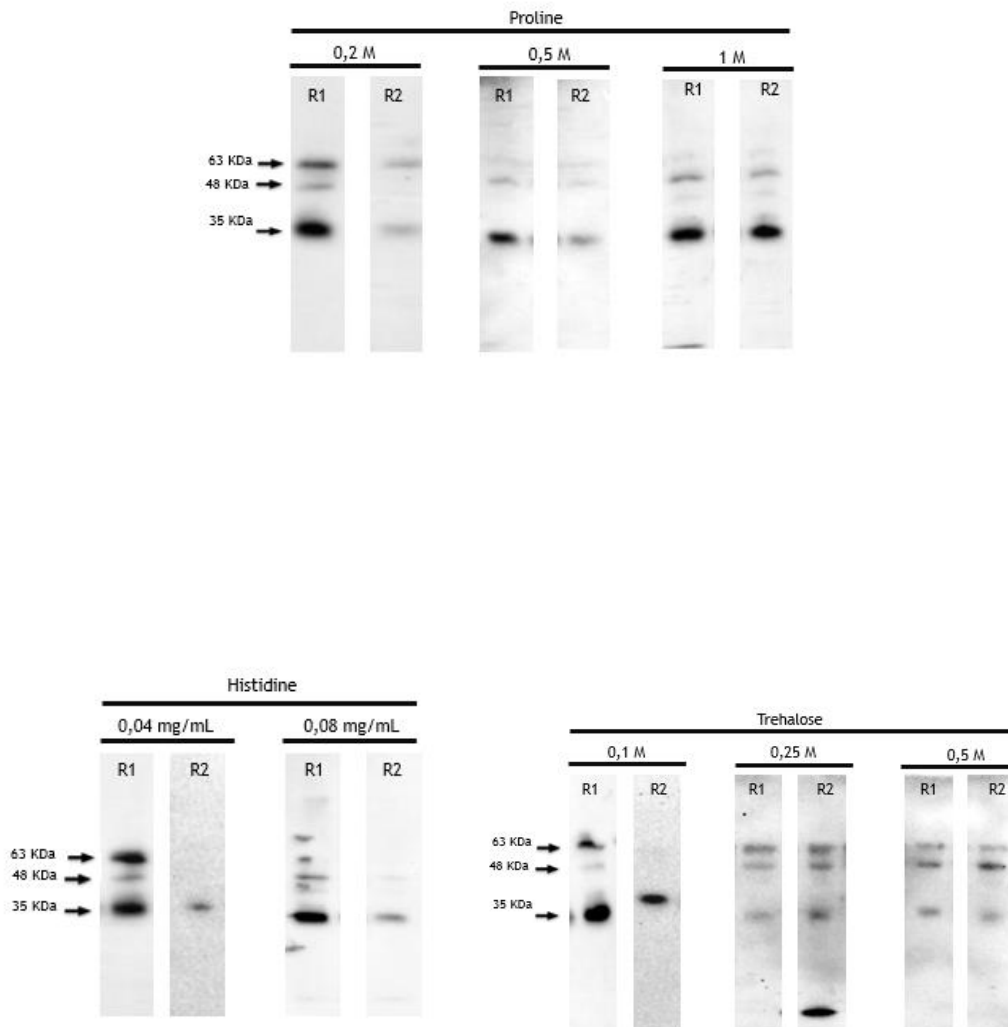 Proline
0,2 M 0,5 M 1 M
R1 R2 R1 R2 R1 R2
63 KDa
48 KDa
35 KDa
Histidine
0,04 mg/mL 0,08 mg/mL
R1 R2 R1 R2
63 KDa
48 KDa
35 KDa
Trehalose
0,1 M 0,25 M 0,5 M
R1 R2 R1 R2 R1 R2
63 KDa
48 KDa
35 KDa